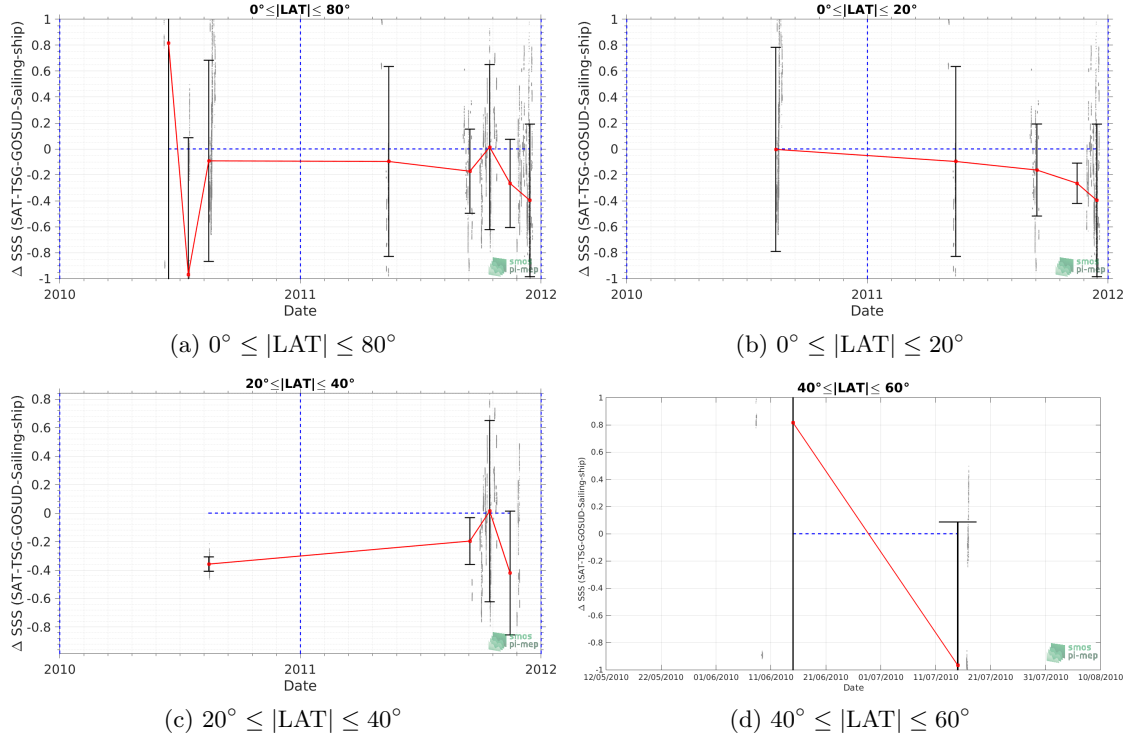 0°≤|LAT|≤ 80°
1
0.8
0.6
0.4
0.2
0
-0.2
-0.4
-0.6
-0.8
-1
Δ SSS (SAT-TSG-GOSUD-Sailing-ship)
2010
2011
2012
Date
smos
pi-mep
(a) 0° ≤ |LAT| ≤ 80°
0°≤|LAT|≤ 20°
1
0.8
0.6
0.4
0.2
0
-0.2
-0.4
-0.6
-0.8
-1
Δ SSS (SAT-TSG-GOSUD-Sailing-ship)
2010
2011
2012
Date
smos
pi-mep
(b) 0° ≤ |LAT| ≤ 20°
20°≤|LAT|≤ 40°
0.8
0.6
0.4
0.2
0
-0.2
-0.4
-0.6
-0.8
Δ SSS (SAT-TSG-GOSUD-Sailing-ship)
2010
2011
2012
Date
smos
pi-mep
(c) 20° ≤ |LAT| ≤ 40°
40°≤|LAT|≤ 60°
1
0.8
0.6
0.4
0.2
0
-0.2
-0.4
-0.6
-0.8
-1
Δ SSS (SAT-TSG-GOSUD-Sailing-ship)
12/05/2010 22/05/2010 01/06/2010 11/06/2010 21/06/2010 01/07/2010 11/07/2010 21/07/2010 31/07/2010 10/08/2010
Date
smos
pi-mep
(d) 40° ≤ |LAT| ≤ 60°